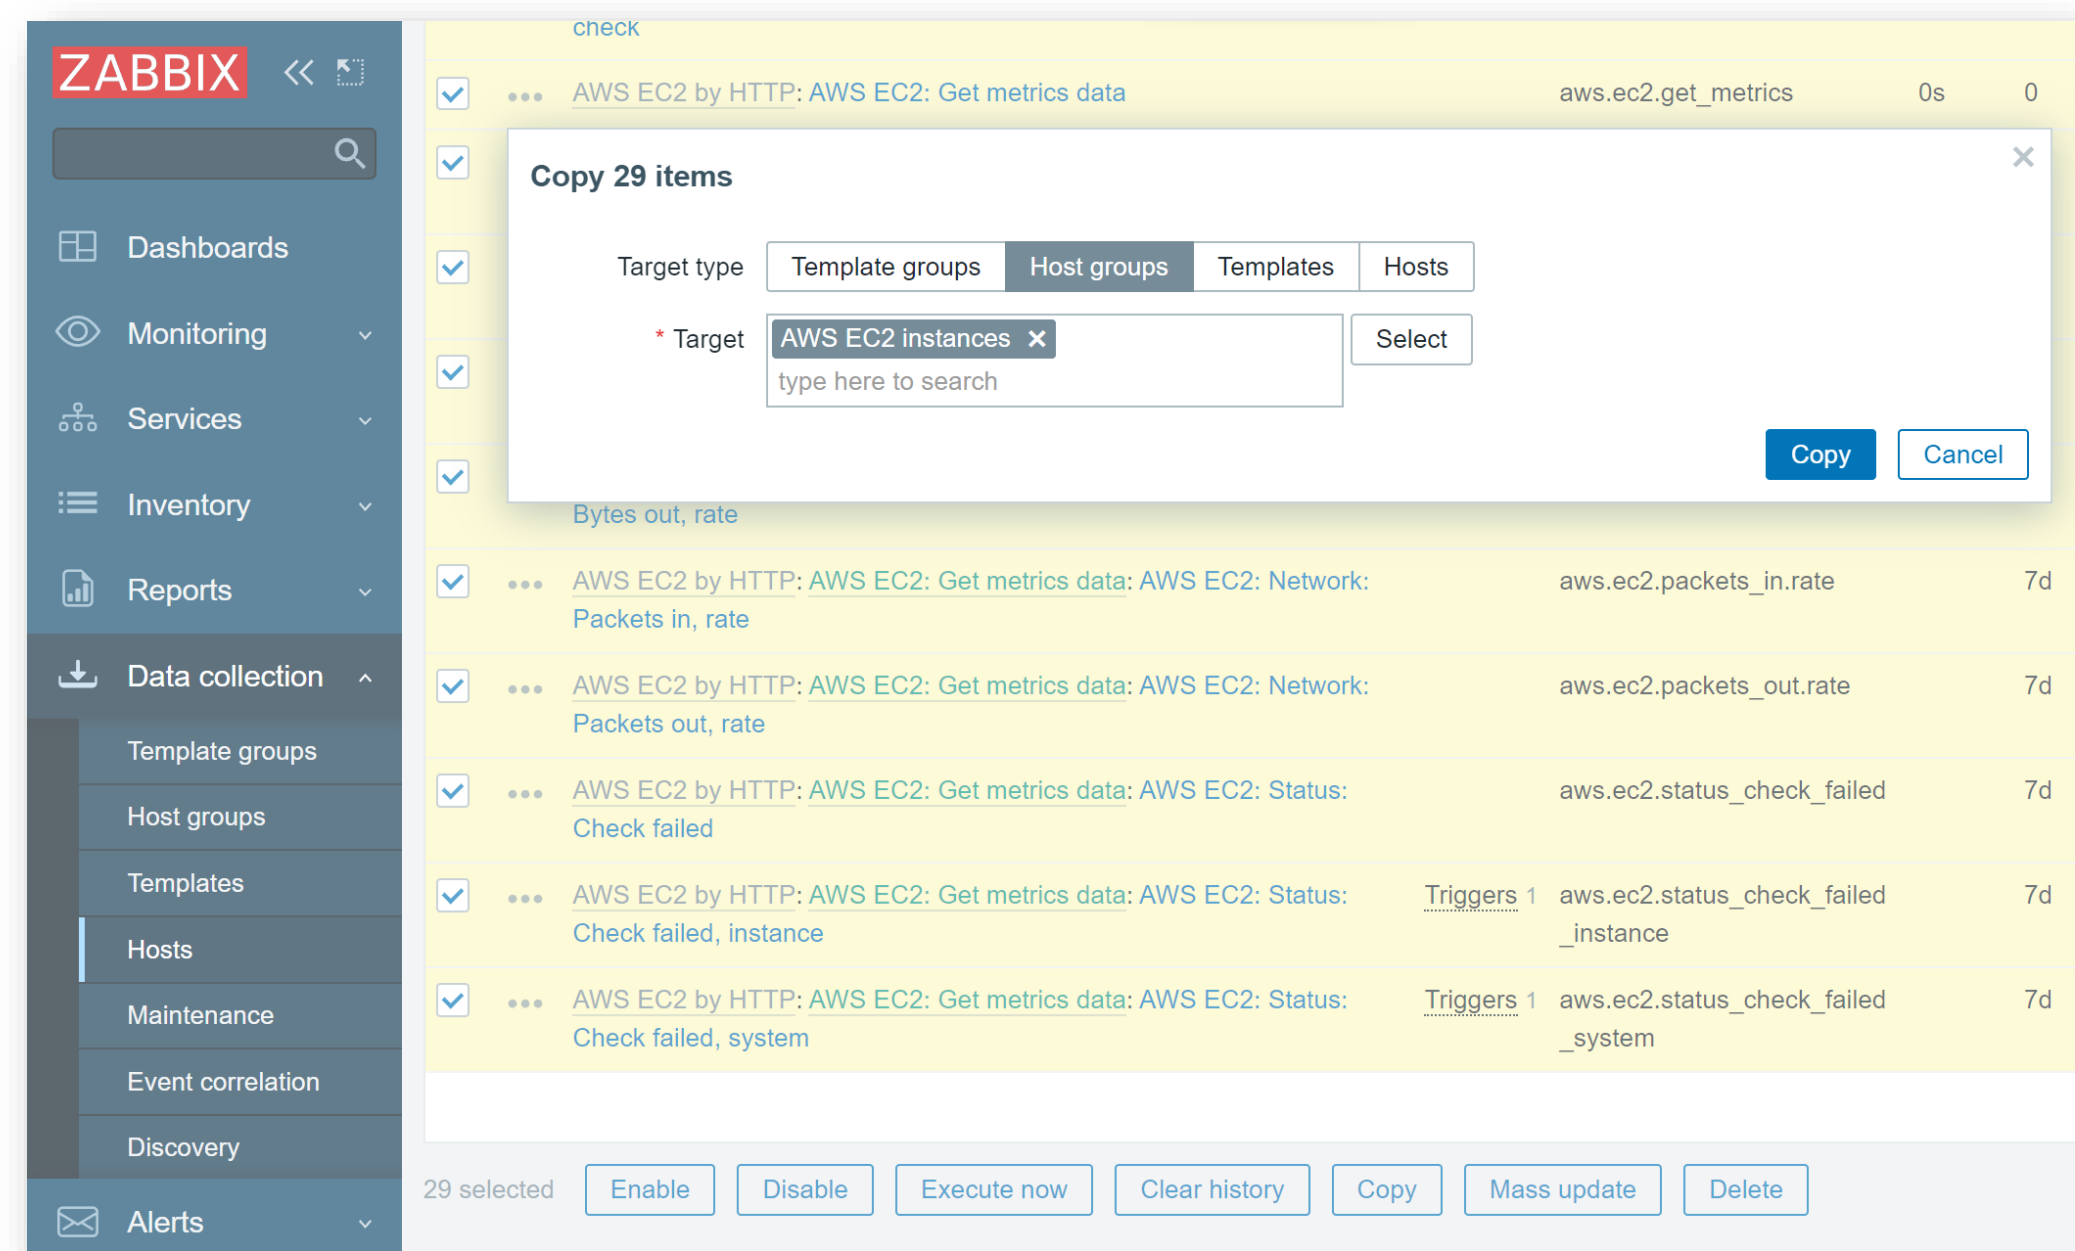 ZABBIX
Dashboards
Monitoring
Services
Inventory
Reports
Data collection
Template groups
Host groups
Templates
Hosts
Maintenance
Event correlation
Discovery
Alerts
check
AWS EC2 by HTTP: AWS EC2: Get metrics data aws.ec2.get_metrics 0s 0
Copy 29 items
Target type Template groups Host groups Templates Hosts
* Target AWS EC2 instances Select
type here to search
Copy Cancel
Bytes out, rate
AWS EC2 by HTTP: AWS EC2: Get metrics data: AWS EC2: Network: aws.ec2.packets_in.rate 7d
Packets in, rate
AWS EC2 by HTTP: AWS EC2: Get metrics data: AWS EC2: Network: aws.ec2.packets_out.rate 7d
Packets out, rate
AWS EC2 by HTTP: AWS EC2: Get metrics data: AWS EC2: Status: aws.ec2.status_check_failed 7d
Check failed
AWS EC2 by HTTP: AWS EC2: Get metrics data: AWS EC2: Status: Triggers 1 aws.ec2.status_check_failed 7d
Check failed, instance _instance
AWS EC2 by HTTP: AWS EC2: Get metrics data: AWS EC2: Status: Triggers 1 aws.ec2.status_check_failed 7d
Check failed, system _system
29 selected Enable Disable Execute now Clear history Copy Mass update Delete